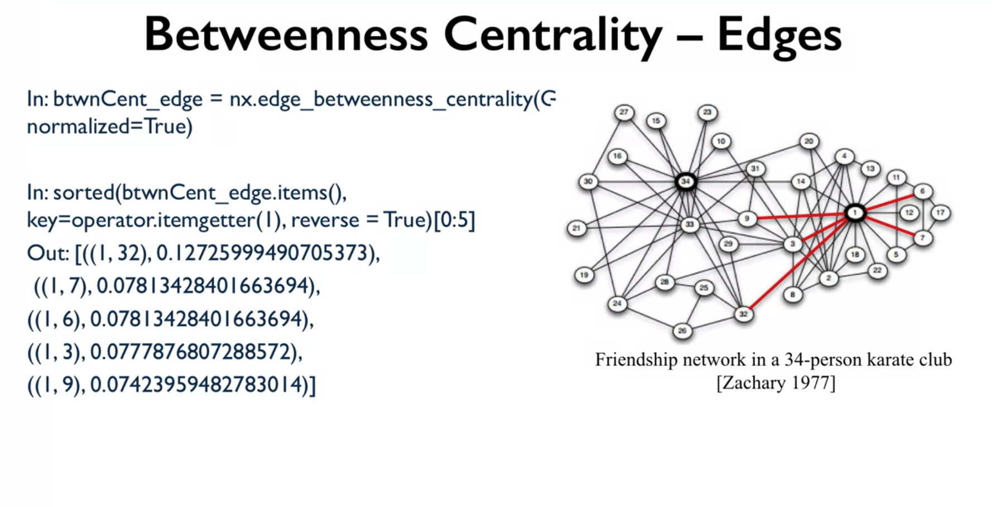 Betweenness Centrality – Edges
In: btwnCent_edge = nx.edge_betweenness_centrality(G
normalized=True)
In: sorted(btwnCent_edge.items(),
key=operator.itemgetter(1), reverse = True)[0:5]
Out: [((1, 32), 0.12725999490705373),
((1, 7), 0.07813428401663694),
((1, 6), 0.07813428401663694),
((1, 3), 0.0777876807288572),
((1, 9), 0.07423959482783014)]
27
15
23
10
20
16
4
31
13
30
34
14
11
6
1
12
17
9
21
33
3
7
29
18
5
19
22
28
25
2
8
24
32
26
Friendship network in a 34-person karate club
[Zachary 1977]